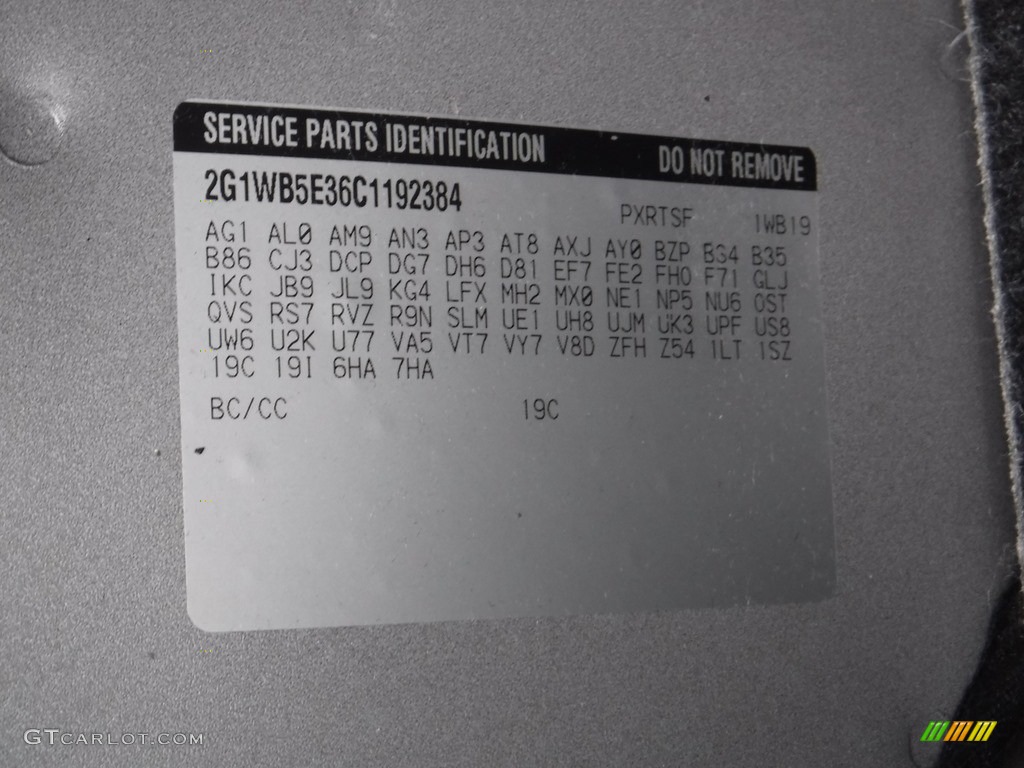 SERVICE PARTS IDENTIFICATION DO NOT REMOVE
2G1WB5E36C1192384 PXRTSF 1WB19
AG1 AL0 AM9 AN3 AP3 AT8 AXJ AY0 BZP BS4 B35
B86 CJ3 DCP DG7 DH6 D81 EF7 FE2 FHO F71 GLJ
IKC JB9 JL9 KG4 LFX MH2 MX0 NE1 NP5 NU6 OST
QVS RS7 RVZ R9N SLM UE1 UH8 UJM UK3 UPF US8
UW6 U2K U77 VA5 VT7 VY7 V8D ZFH Z54 1LT 1SZ
19C 19I 6HA 7HA
BC/CC 19C
GTCARLOT.COM